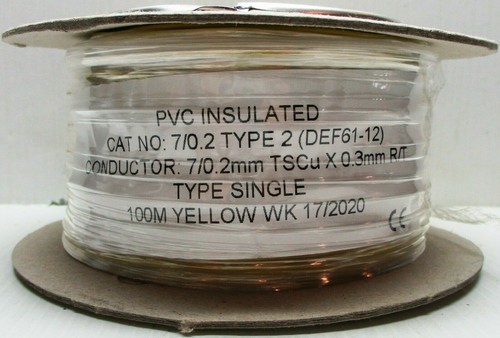 PVC INSULATED
CAT NO: 7/0.2 TYPE 2 (DEF61-12)
CONDUCTOR: 7/0.2mm TSCu X 0.3mm R/T
TYPE SINGLE
100M YELLOW WK 17/2020
CE